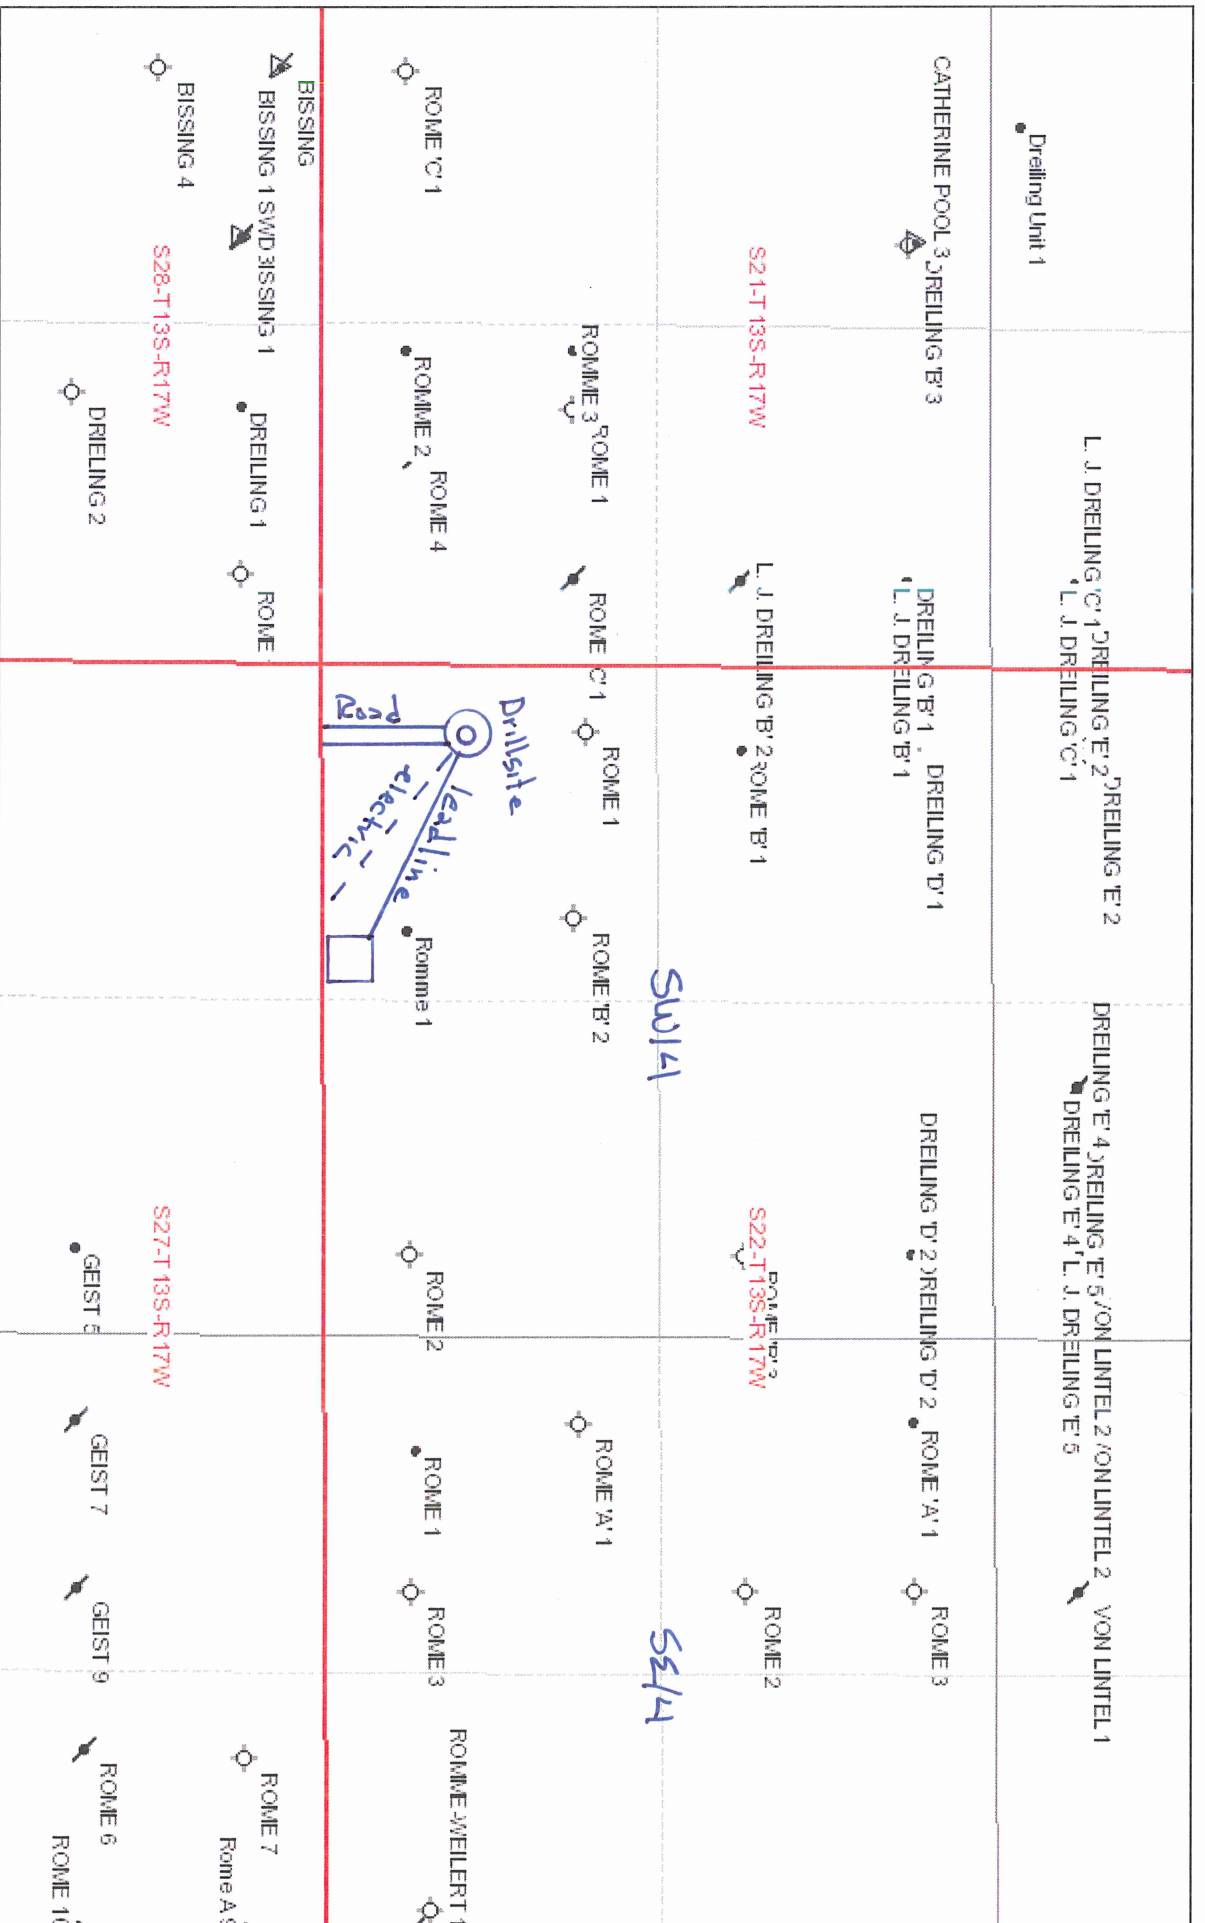 Dreiling Unit 1
L. J. DREILING 'C' 1
DREILING 'E' 2
DREILING 'E' 2
L. J. DREILING 'C' 1
DREILING 'E' 4
DREILING 'E' 5
VON LINTEL 2
VON LINTEL 2
VON LINTEL 1
DREILING 'E' 4
L. J. DREILING 'E' 5
CATHERINE POOL 3
DREILING 'B' 3
DREILING 'B' 1
L. J. DREILING 'B' 1
DREILING 'D' 1
DREILING 'D' 2
DREILING 'D' 2
ROME 'A' 1
ROME 3
S21-T13S-R17W
L. J. DREILING 'B' 2
ROME 'B' 1
S22-T13S-R17W
ROME 2
SW/4
SE/4
ROMME 3
ROME 1
ROME 'C' 1
ROME 1
ROME 'B' 2
ROME 'A' 1
Drillsite
ROME 'C' 1
ROMME 2
ROME 4
Road
leadline
electric
Romme 1
ROME 2
ROME 1
ROME 3
ROMME-WEILERT 1
BISSING
BISSING 1 SWD
BISSING 1
DREILING 1
ROME
ROME 7
Rome A
BISSING 4
S28-T13S-R17W
S27-T13S-R17W
DRIELING 2
GEIST 5
GEIST 7
GEIST 9
ROME 6
ROME 1